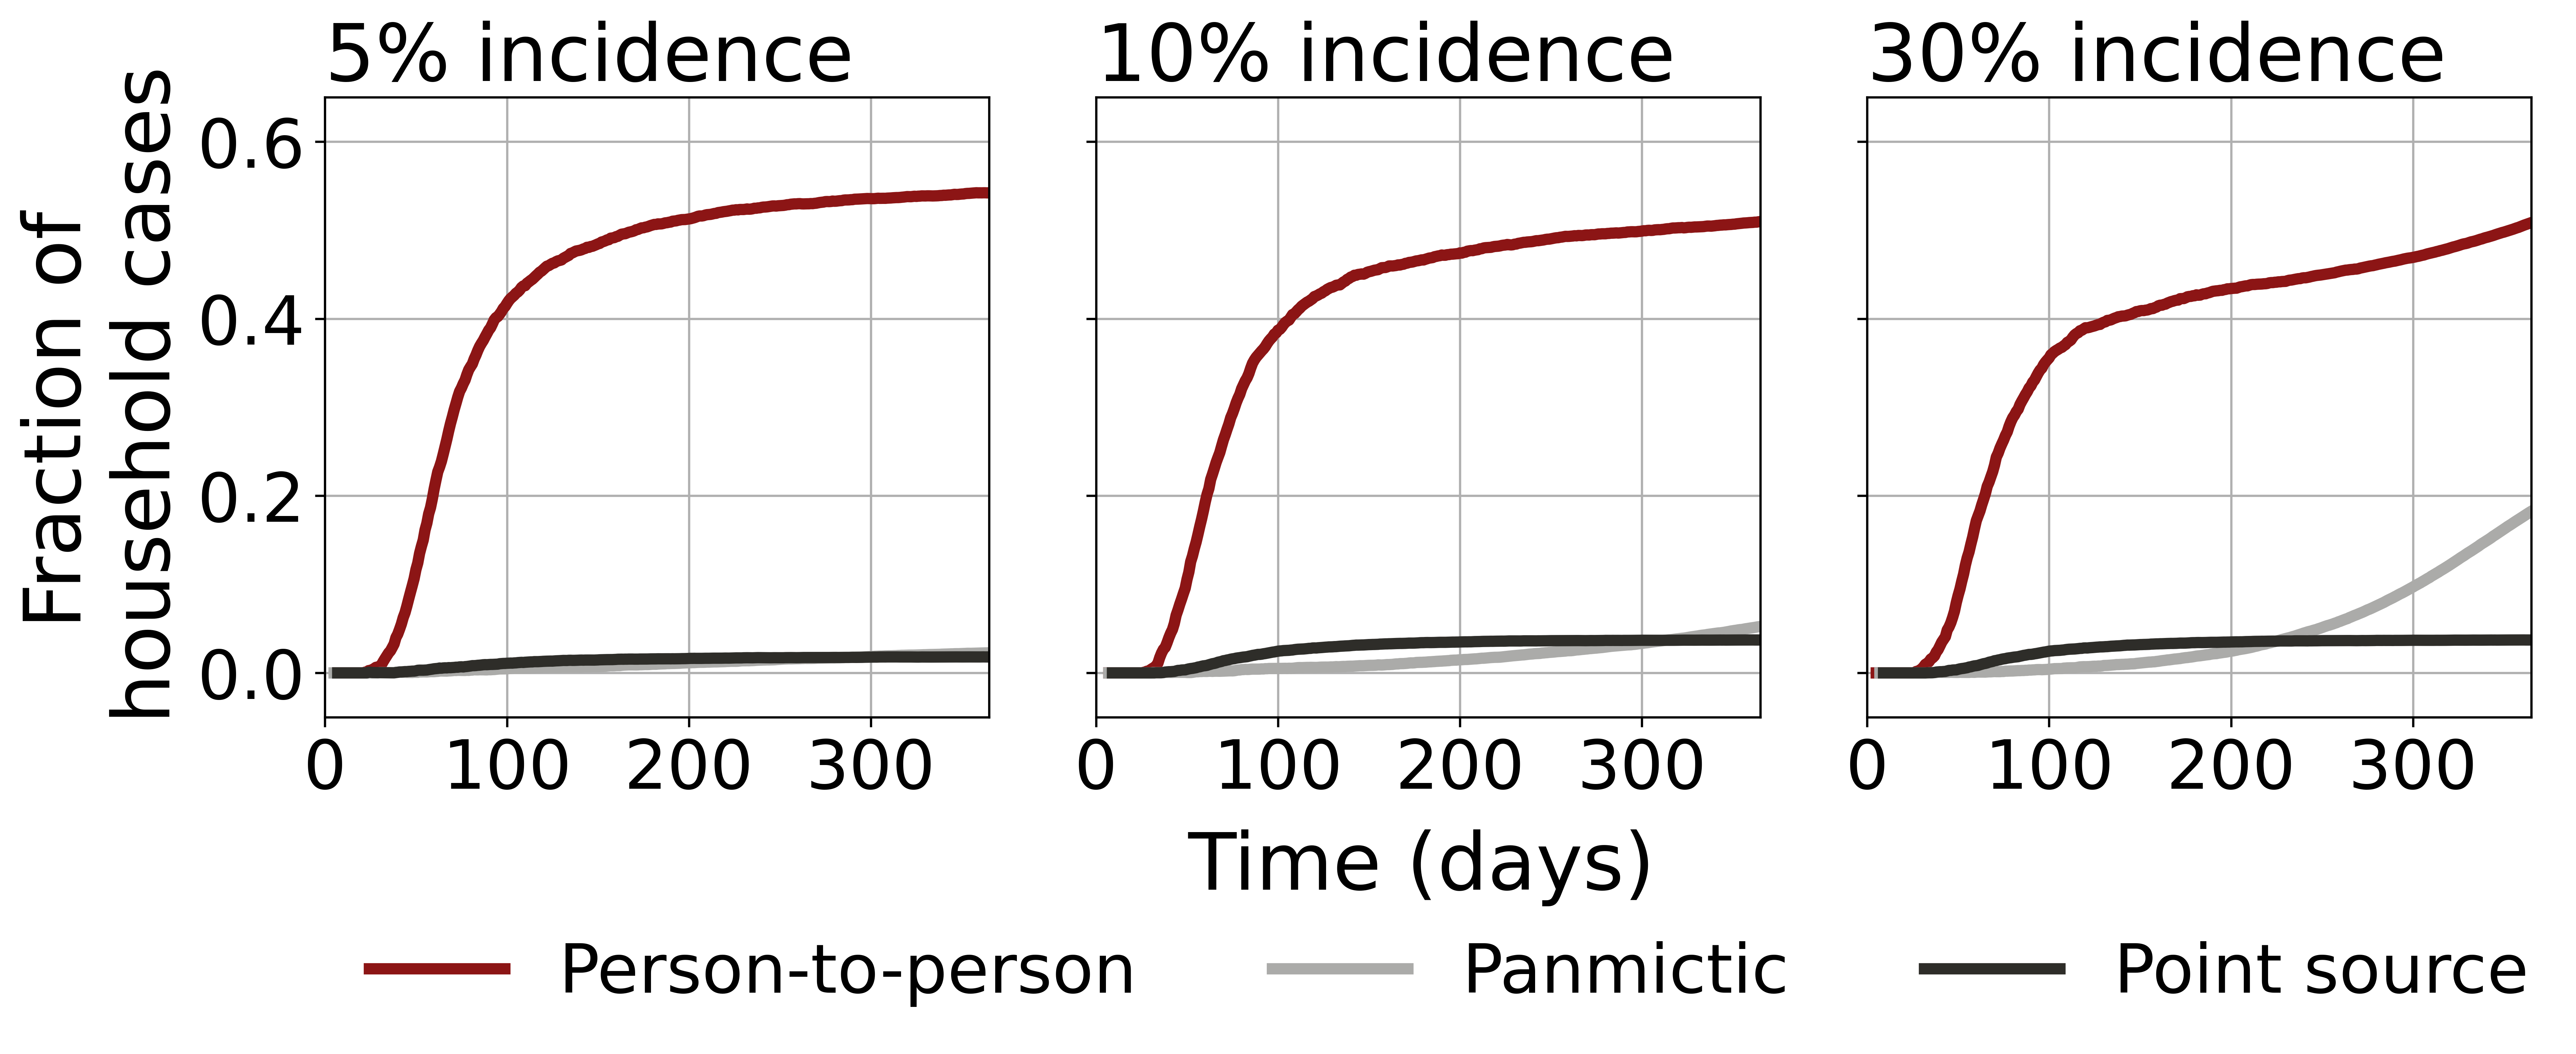 5% incidence
10% incidence
30% incidence
Fraction of
household cases
0.6
0.4
0.2
0.0
0 100 200 300
0 100 200 300
0 100 200 300
Time (days)
Person-to-person
Panmictic
Point source